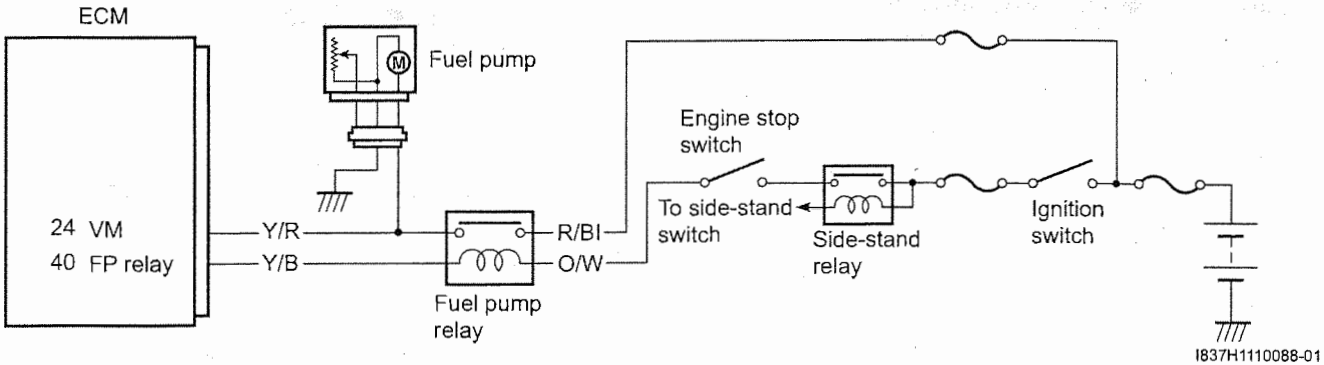 ECM
Fuel pump
M
Engine stop
switch
24 VM
40 FP relay
Y/R
Y/B
R/Bl
O/W
To side-stand
switch
Side-stand
relay
Ignition
switch
Fuel pump
relay
I837H1110088-01